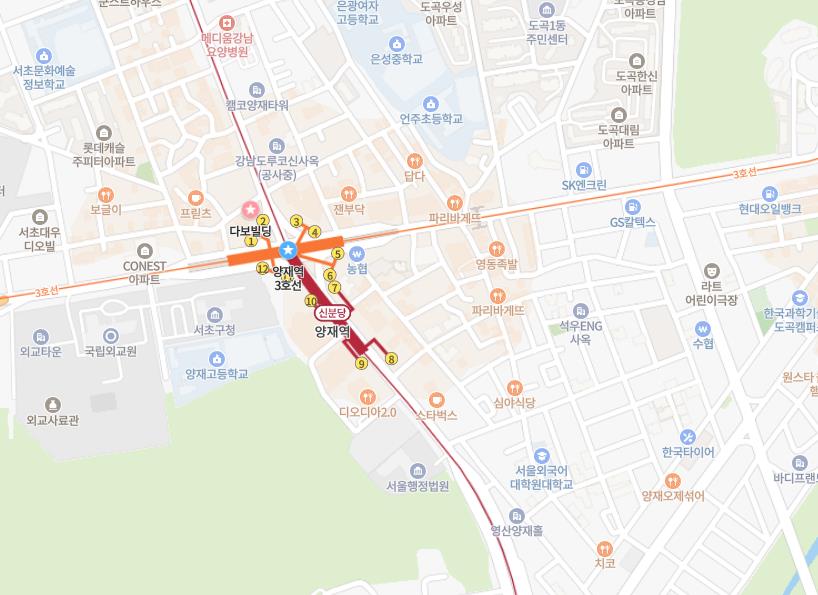 군스트하우스
은광여자
고등학교
도곡우성
아파트
도곡1동
주민센터
아파트
메디움강남
요양병원
서초문화예술
정보학교
은성중학교
도곡한신
아파트
캠코양재타워
언주초등학교
롯데캐슬
주피터아파트
강남도루코신사옥
(공사중)
도곡대림
아파트
담다
SK엔크린
3호선
보글이
프릳츠
젠부닥
파리바게뜨
GS칼텍스
현대오일뱅크
서초대우
디오빌
다보빌딩
1
2
3
4
5
6
7
8
9
10
12
CONEST
아파트
농협
영동족발
라트
어린이극장
양재역
3호선
3호선
신분당
양재역
파리바게뜨
서초구청
석우ENG
사옥
수협
한국과학기술
도곡캠퍼
외교타운
국립외교원
양재고등학교
심야식당
원스타
외교사료관
디오디아2.0
스타벅스
한국타이어
서울행정법원
서울외국어
대학원대학교
양재오제섞어
바디프랜드
영산양재홀
치코